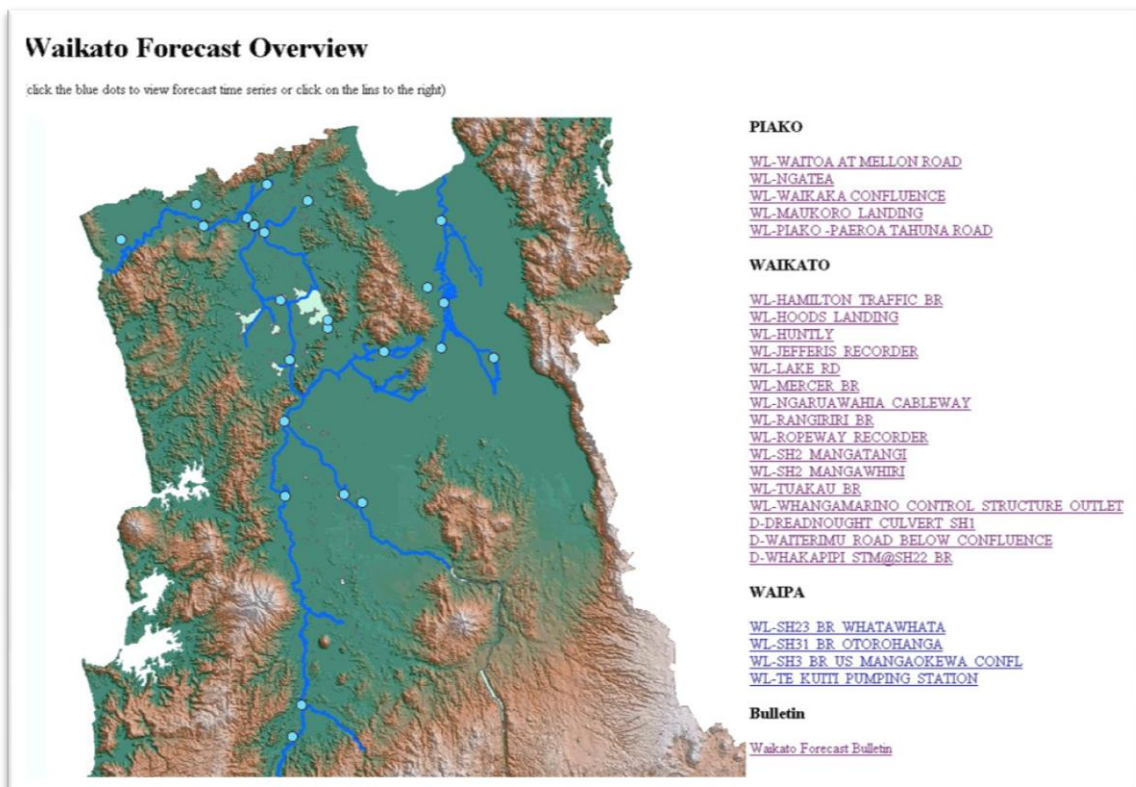 Waikato Forecast Overview
click the blue dots to view forecast time series or click on the lins to the right)
PIAKO
WL-WAITOA AT MELLON ROAD
WL-NGATEA
WL-WAIKAKA CONFLUENCE
WL-MAUKORO LANDING
WL-PIAKO -PAEROA TAHUNA ROAD
WAIKATO
WL-HAMILTON TRAFFIC BR
WL-HOODS LANDING
WL-HUNTLY
WL-JEFFERIS RECORDER
WL-LAKE RD
WL-MERCER BR
WL-NGARUAWAHIA CABLEWAY
WL-RANGIRIRI BR
WL-ROPEWAY RECORDER
WL-SH2 MANGATANGI
WL-SH2 MANGAWHIRI
WL-TUAKAU BR
WL-WHANGAMARINO CONTROL STRUCTURE OUTLET
D-DREADNOUGHT CULVERT SH1
D-WAITERIMU ROAD BELOW CONFLUENCE
D-WHAKAPIPI STM@SH22 BR
WAIPA
WL-SH23 BR WHATAWHATA
WL-SH31 BR OTOROHANGA
WL-SH3 BR US MANGAOKEWA CONFL
WL-TE KUITI PUMPING STATION
Bulletin
Waikato Forecast Bulletin